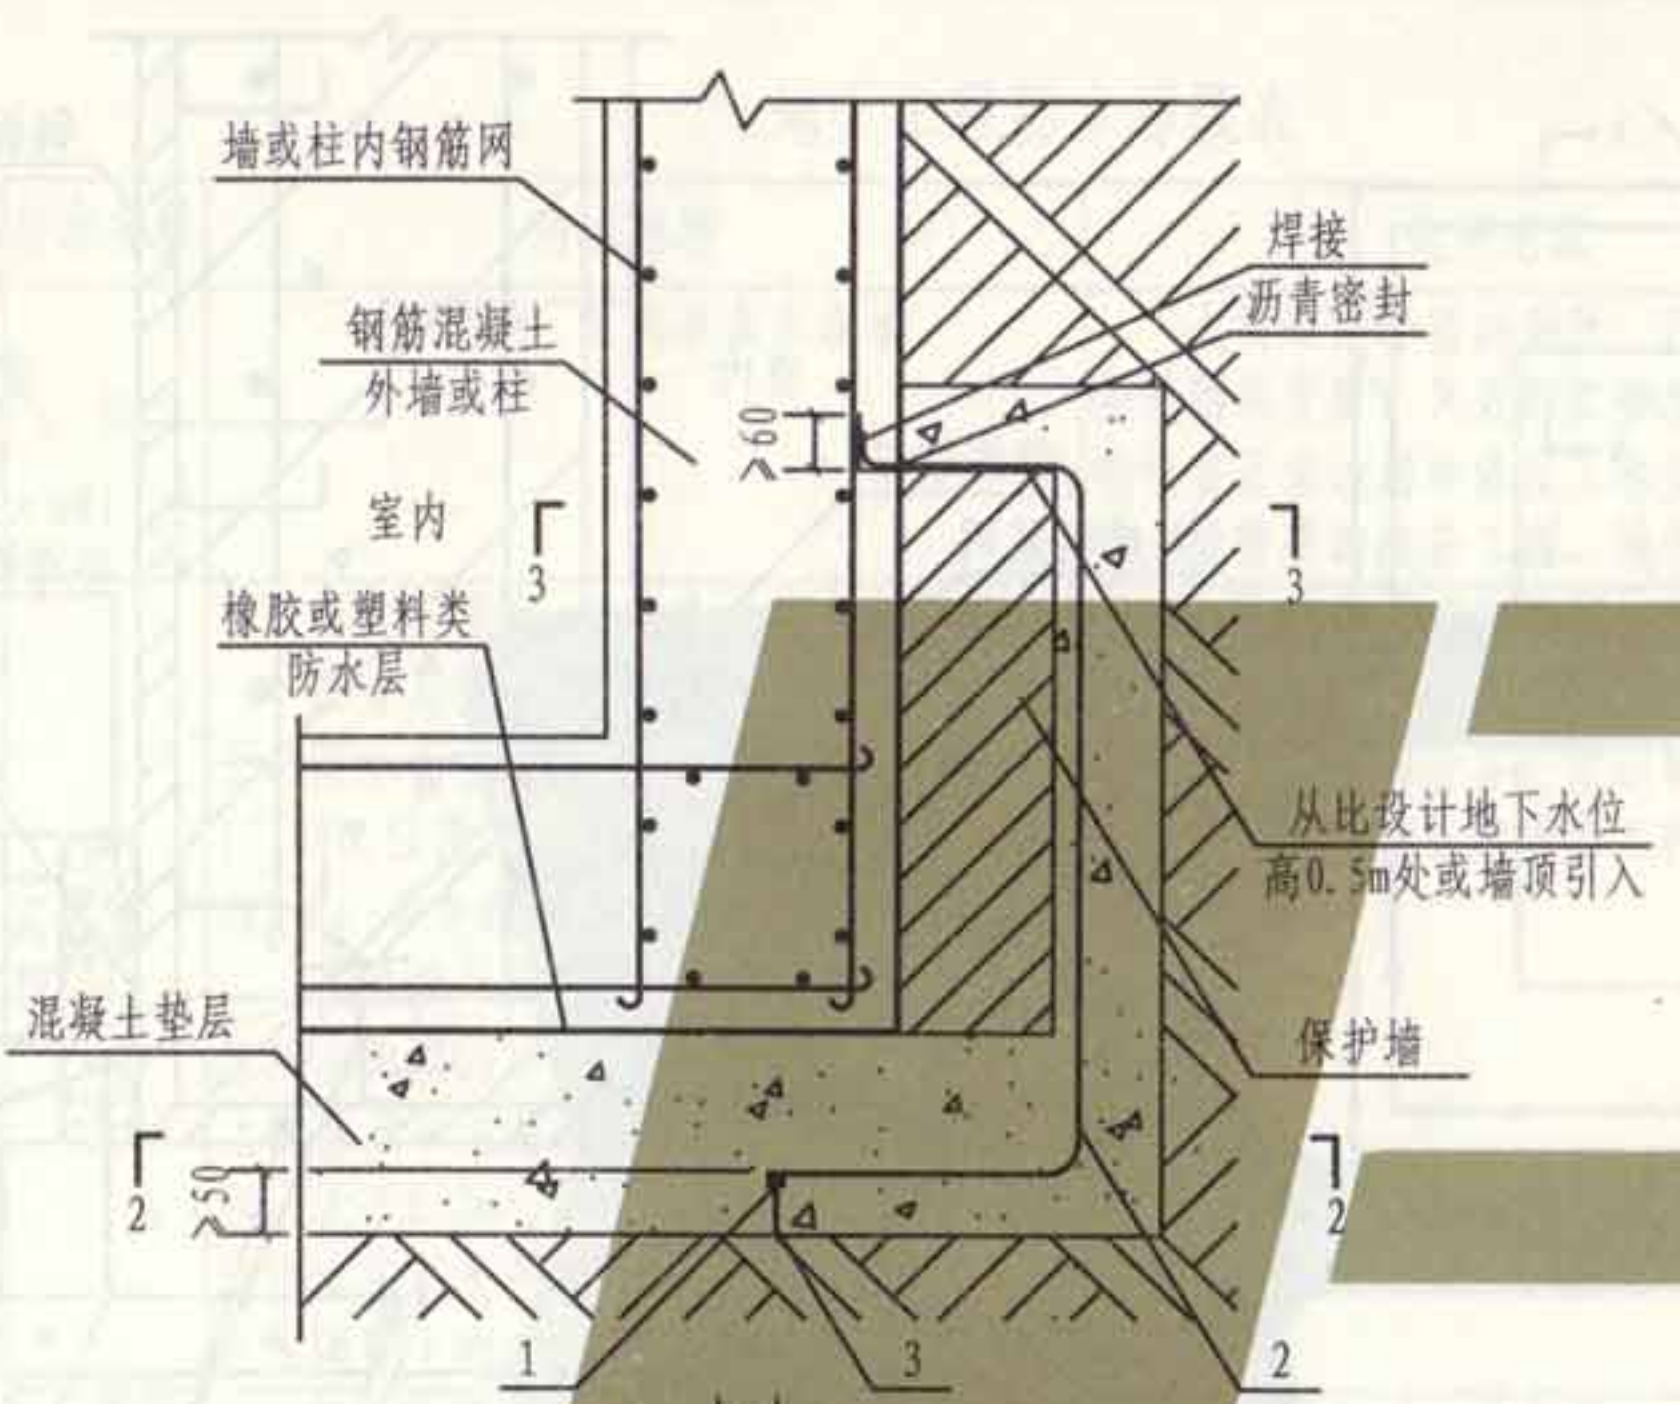 墙或柱内钢筋网
焊接
沥青密封
钢筋混凝土
外墙或柱
≥60
室内
3
3
橡胶或塑料类
防水层
从比设计地下水位
高0.5m处或墙顶引入
混凝土垫层
保护墙
2
≥50
2
1
3
2